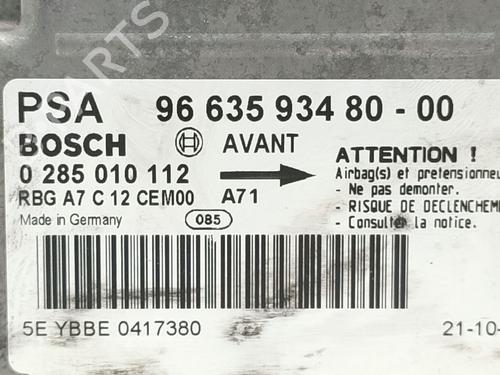 PARTS
PSA 96 635 934 80 - 00
BOSCH AVANT
0 285 010 112
RBG A7 C 12 CEM00 A71
Made in Germany 085
ATTENTION !
Airbag(s) et pretensionneu
- Ne pas demonter.
- RISQUE DE DECLENCHEM
- Consulter la notice.
5E YBBE 0417380 21-10-